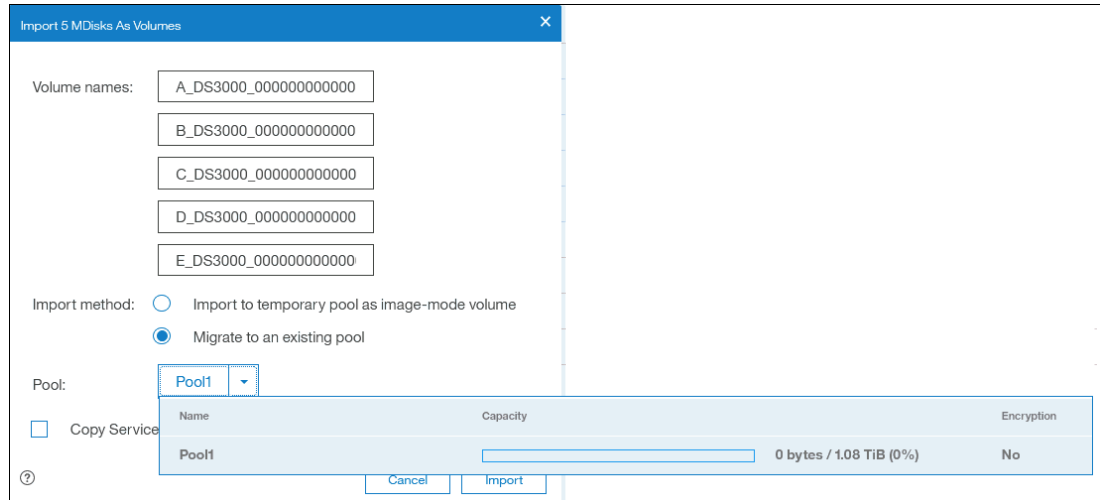 Import 5 MDisks As Volumes ×
Volume names: A_DS3000_000000000000
B_DS3000_000000000000
C_DS3000_000000000000
D_DS3000_000000000000
E_DS3000_000000000000
Import method: Import to temporary pool as image-mode volume
Migrate to an existing pool
Pool: Pool1
Name Capacity Encryption
Copy Service
Pool1 0 bytes / 1.08 TiB (0%) No
? Cancel Import